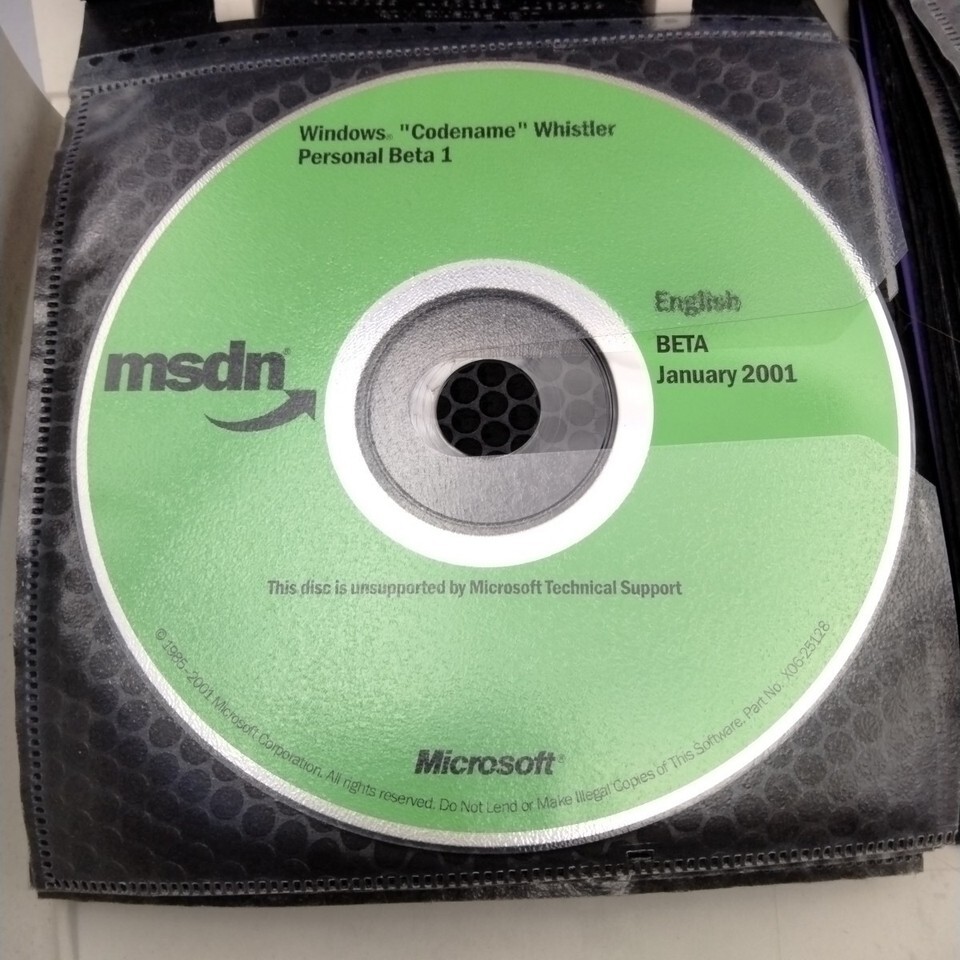 Windows® "Codename" Whistler
Personal Beta 1
English
BETA
January 2001
msdn®
This disc is unsupported by Microsoft Technical Support
Microsoft®
© 1985-2001 Microsoft Corporation. All rights reserved. Do Not Lend or Make Illegal Copies of This Software. Part No. X06-25128